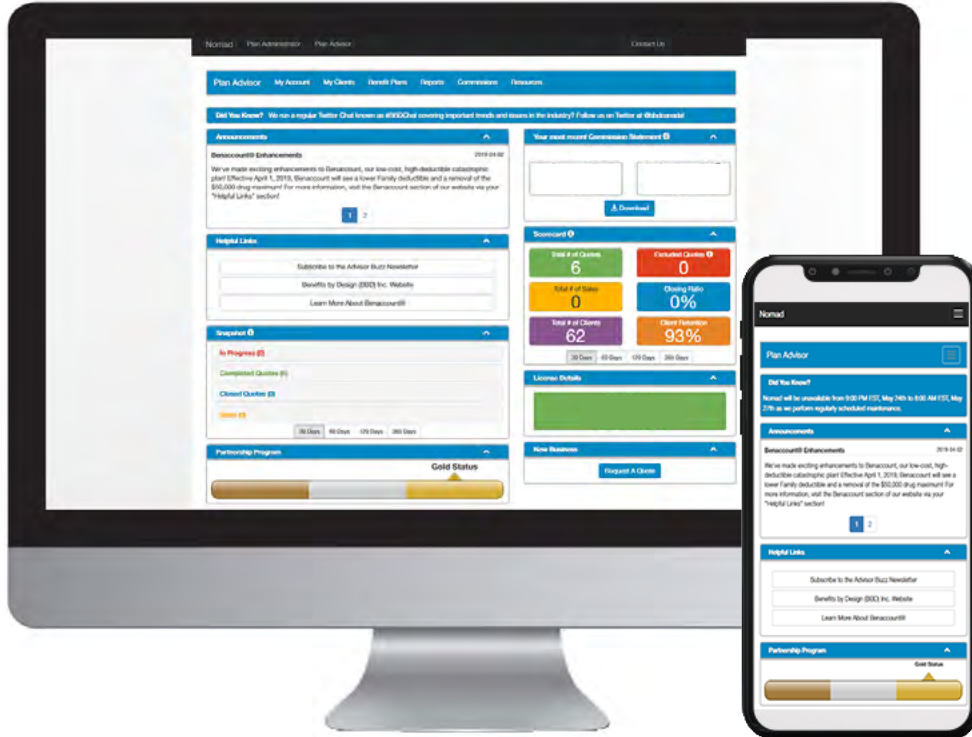 Nomad Plan Administrator Plan Advisor Contact Us
Plan Advisor My Account My Clients Benefit Plans Reports Commissions Resources
Did You Know? We run a regular Twitter Chat known as #BBDChat covering important trends and issues in the industry? Follow us on Twitter at
Announcements
Benaccount® Enhancements 2019-04-02
We've made exciting enhancements to Benaccount, our low-cost, high-deductible catastrophic
plan! Effective April 1, 2019, Benaccount will see a lower Family deductible and a removal of the
$50,000 drug maximum! For more information, visit the Benaccount section of our website via your
"Helpful Links" section!
1 2
Helpful Links
Subscribe to the Advisor Buzz Newsletter
Benefits by Design (BBD) Inc. Website
Learn More About Benaccount®
Snapshot
In Progress (0)
Completed Quotes (6)
Closed Quotes (0)
30 Days 60 Days 120 Days 365 Days
Partnership Program
Gold Status
Your most recent Commission Statement
Download
Scorecard
Total # of Quotes
6
Excluded Quotes
0
Total # of Sales
0
Closing Ratio
0%
Total # of Clients
62
Client Retention
93%
30 Days 60 Days 120 Days 365 Days
License Details
New Business
Request A Quote
Nomad
Plan Advisor
Did You Know?
Nomad will be unavailable from 9:00 PM EST, May 24th to 8:00 AM EST, May
27th as we perform regularly scheduled maintenance.
Announcements
Benaccount® Enhancements 2019-04-02
We've made exciting enhancements to Benaccount, our low-cost, high-
deductible catastrophic plan! Effective April 1, 2019, Benaccount will see a
lower Family deductible and a removal of the $50,000 drug maximum! For
more information, visit the Benaccount section of our website via your
"Helpful Links" section!
1 2
Helpful Links
Subscribe to the Advisor Buzz Newsletter
Benefits by Design (BBD) Inc. Website
Learn More About Benaccount®
Partnership Program
Gold Status